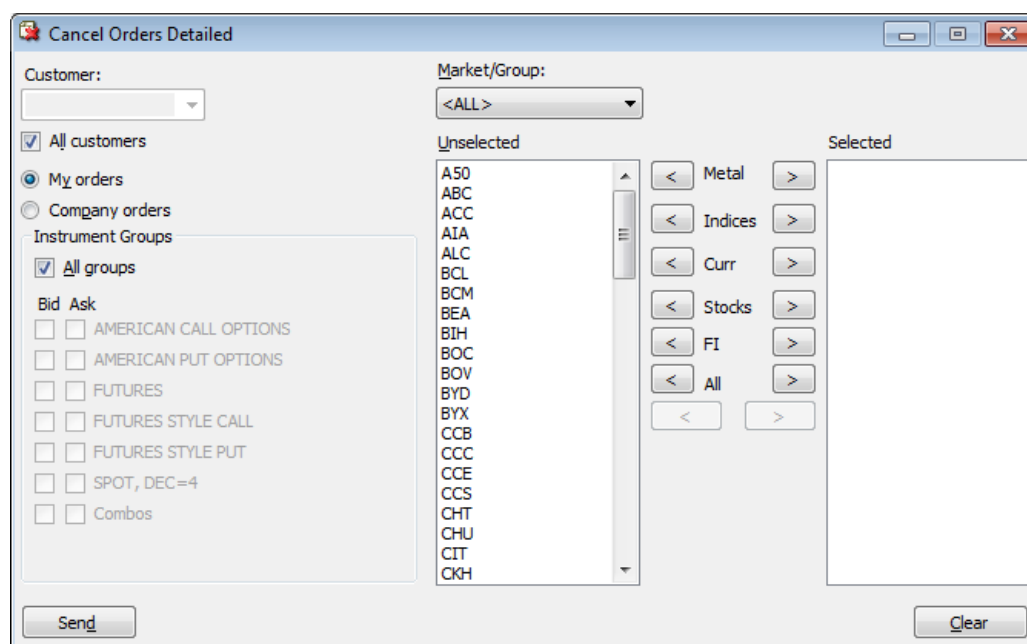 Cancel Orders Detailed
Customer:
All customers
My orders
Company orders
Instrument Groups
All groups
Bid Ask
AMERICAN CALL OPTIONS
AMERICAN PUT OPTIONS
FUTURES
FUTURES STYLE CALL
FUTURES STYLE PUT
SPOT, DEC=4
Combos
Send
Market/Group:
<ALL>
Unselected
A50
ABC
ACC
AIA
ALC
BCL
BCM
BEA
BIH
BOC
BOV
BYD
BYX
CCB
CCC
CCE
CCS
CHT
CHU
CIT
CKH
< Metal >
< Indices >
< Curr >
< Stocks >
< FI >
< All >
< >
Selected
Clear